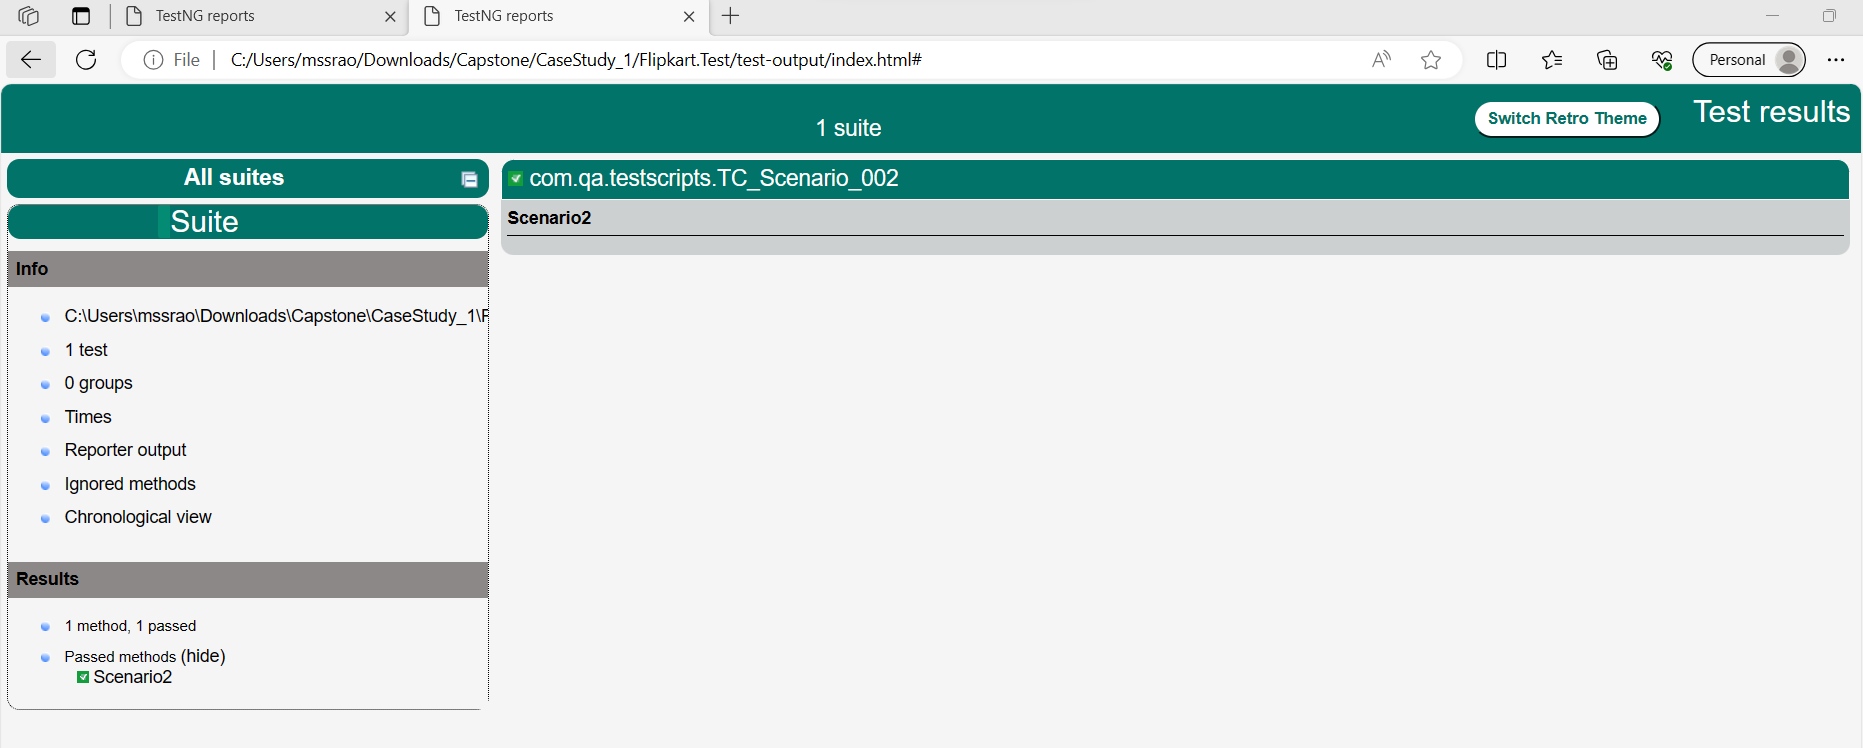 TestNG reports
TestNG reports
File
C:/Users/mssrao/Downloads/Capstone/CaseStudy_1/Flipkart.Test/test-output/index.html#
Personal
1 suite
Switch Retro Theme
Test results
All suites
Suite
Info
C:\Users\mssrao\Downloads\Capstone\CaseStudy_1\F
1 test
0 groups
Times
Reporter output
Ignored methods
Chronological view
Results
1 method, 1 passed
Passed methods (hide)
Scenario2
com.qa.testscripts.TC_Scenario_002
Scenario2